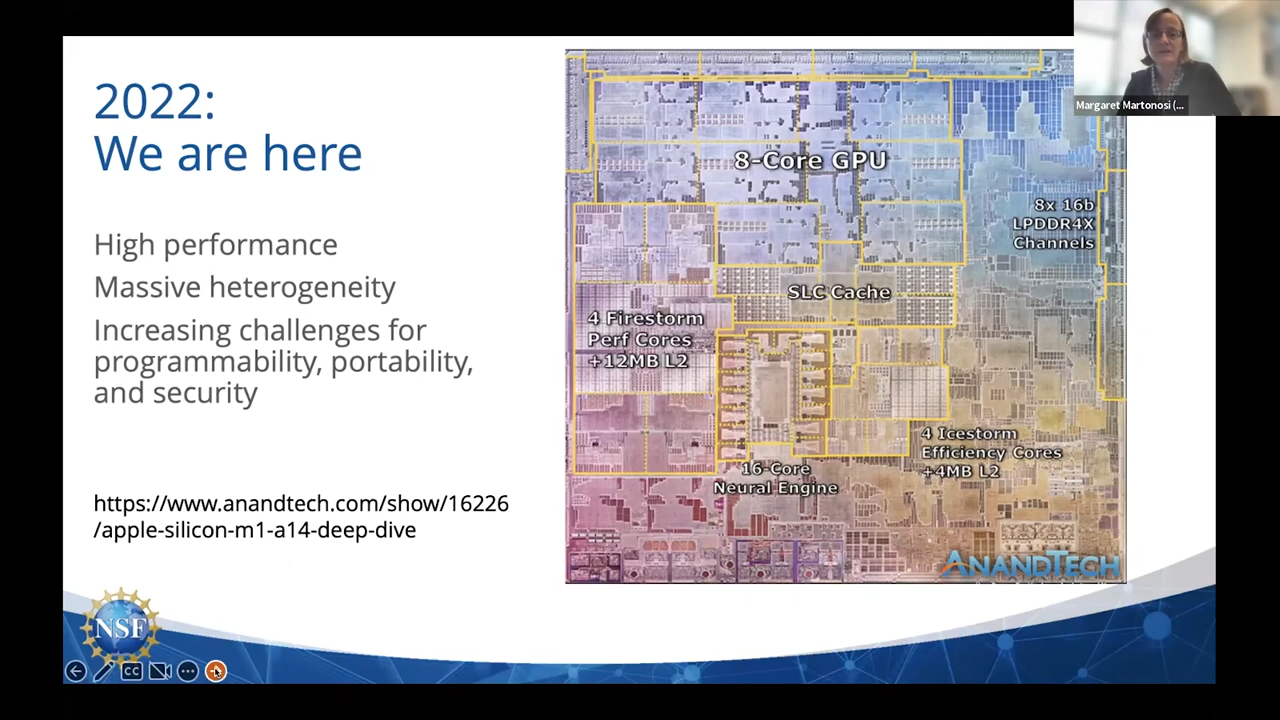 2022:
We are here
High performance
Massive heterogeneity
Increasing challenges for
programmability, portability,
and security
https://www.anandtech.com/show/16226
/apple-silicon-m1-a14-deep-dive
8-Core GPU
8x 16b
LPDDR4X
Channels
SLC Cache
4 Firestorm
Perf Cores
+12MB L2
4 Icestorm
Efficiency Cores
+4MB L2
16-Core
Neural Engine
ANANDTECH
Margaret Martonosi (...
NSF
CC